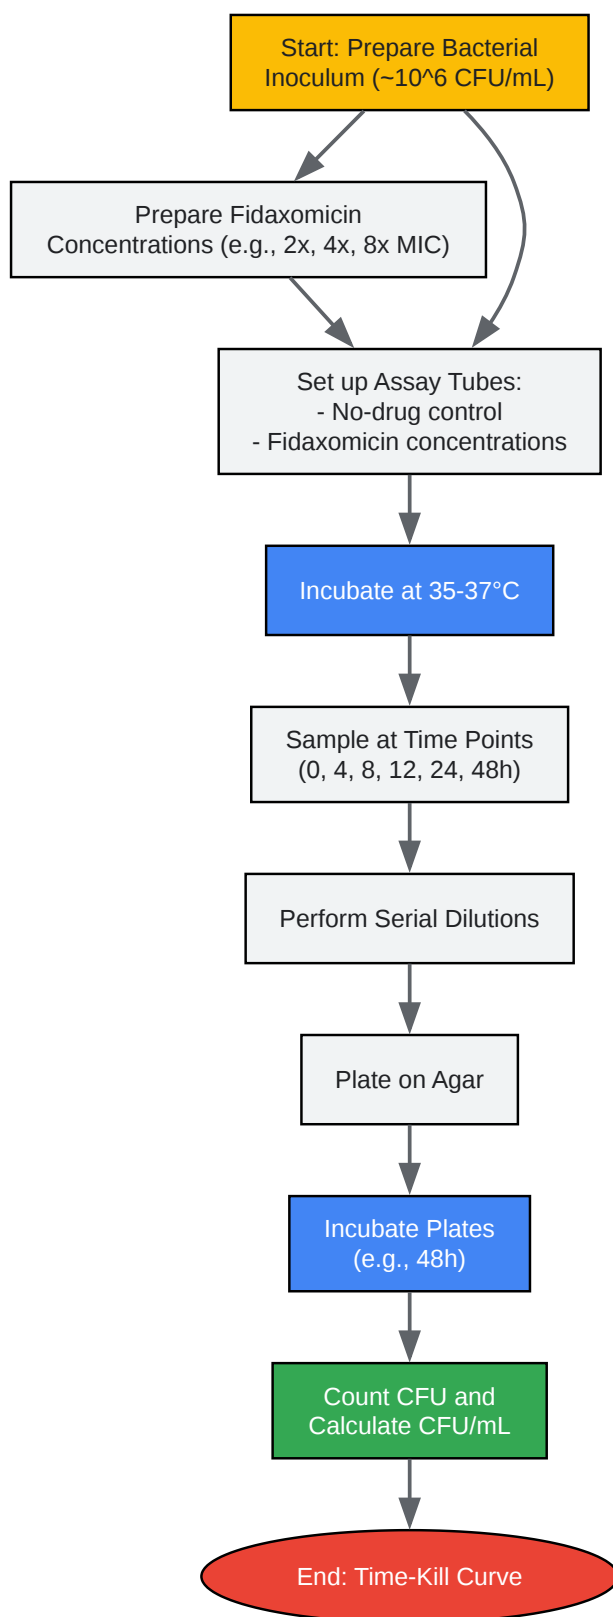 Start: Prepare Bacterial
Inoculum (~10^6 CFU/mL)
Prepare Fidaxomicin
Concentrations (e.g., 2x, 4x, 8x MIC)
Set up Assay Tubes:
- No-drug control
- Fidaxomicin concentrations
Incubate at 35-37°C
Sample at Time Points
(0, 4, 8, 12, 24, 48h)
Perform Serial Dilutions
Plate on Agar
Incubate Plates
(e.g., 48h)
Count CFU and
Calculate CFU/mL
End: Time-Kill Curve